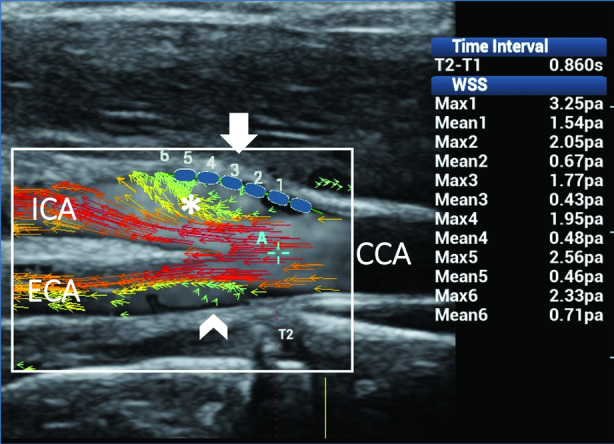 Time Interval
T2-T1 0.860s
WSS
Max1 3.25pa
Mean1 1.54pa
Max2 2.05pa
Mean2 0.67pa
Max3 1.77pa
Mean3 0.43pa
Max4 1.95pa
Mean4 0.48pa
Max5 2.56pa
Mean5 0.46pa
Max6 2.33pa
Mean6 0.71pa
6 5 4 3 2 1
ICA
*
A
CCA
ECA
T2